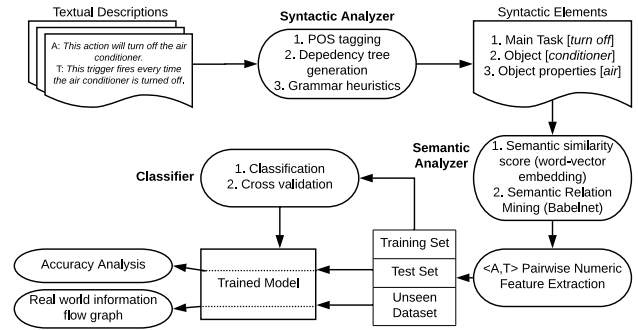 Textual Descriptions
A: This action will turn off the air
conditioner.
T: This trigger fires every time
the air conditioner is turned off.
Syntactic Analyzer
1. POS tagging
2. Depedency tree
generation
3. Grammar heuristics
Syntactic Elements
1. Main Task [turn off]
2. Object [conditioner]
3. Object properties [air]
Semantic
Analyzer
1. Semantic similarity
score (word-vector
embedding)
2. Semantic Relation
Mining (Babelnet)
Classifier
1. Classification
2. Cross validation
Training Set
Test Set
Unseen
Dataset
<A,T> Pairwise Numeric
Feature Extraction
Trained Model
Accuracy Analysis
Real world information
flow graph